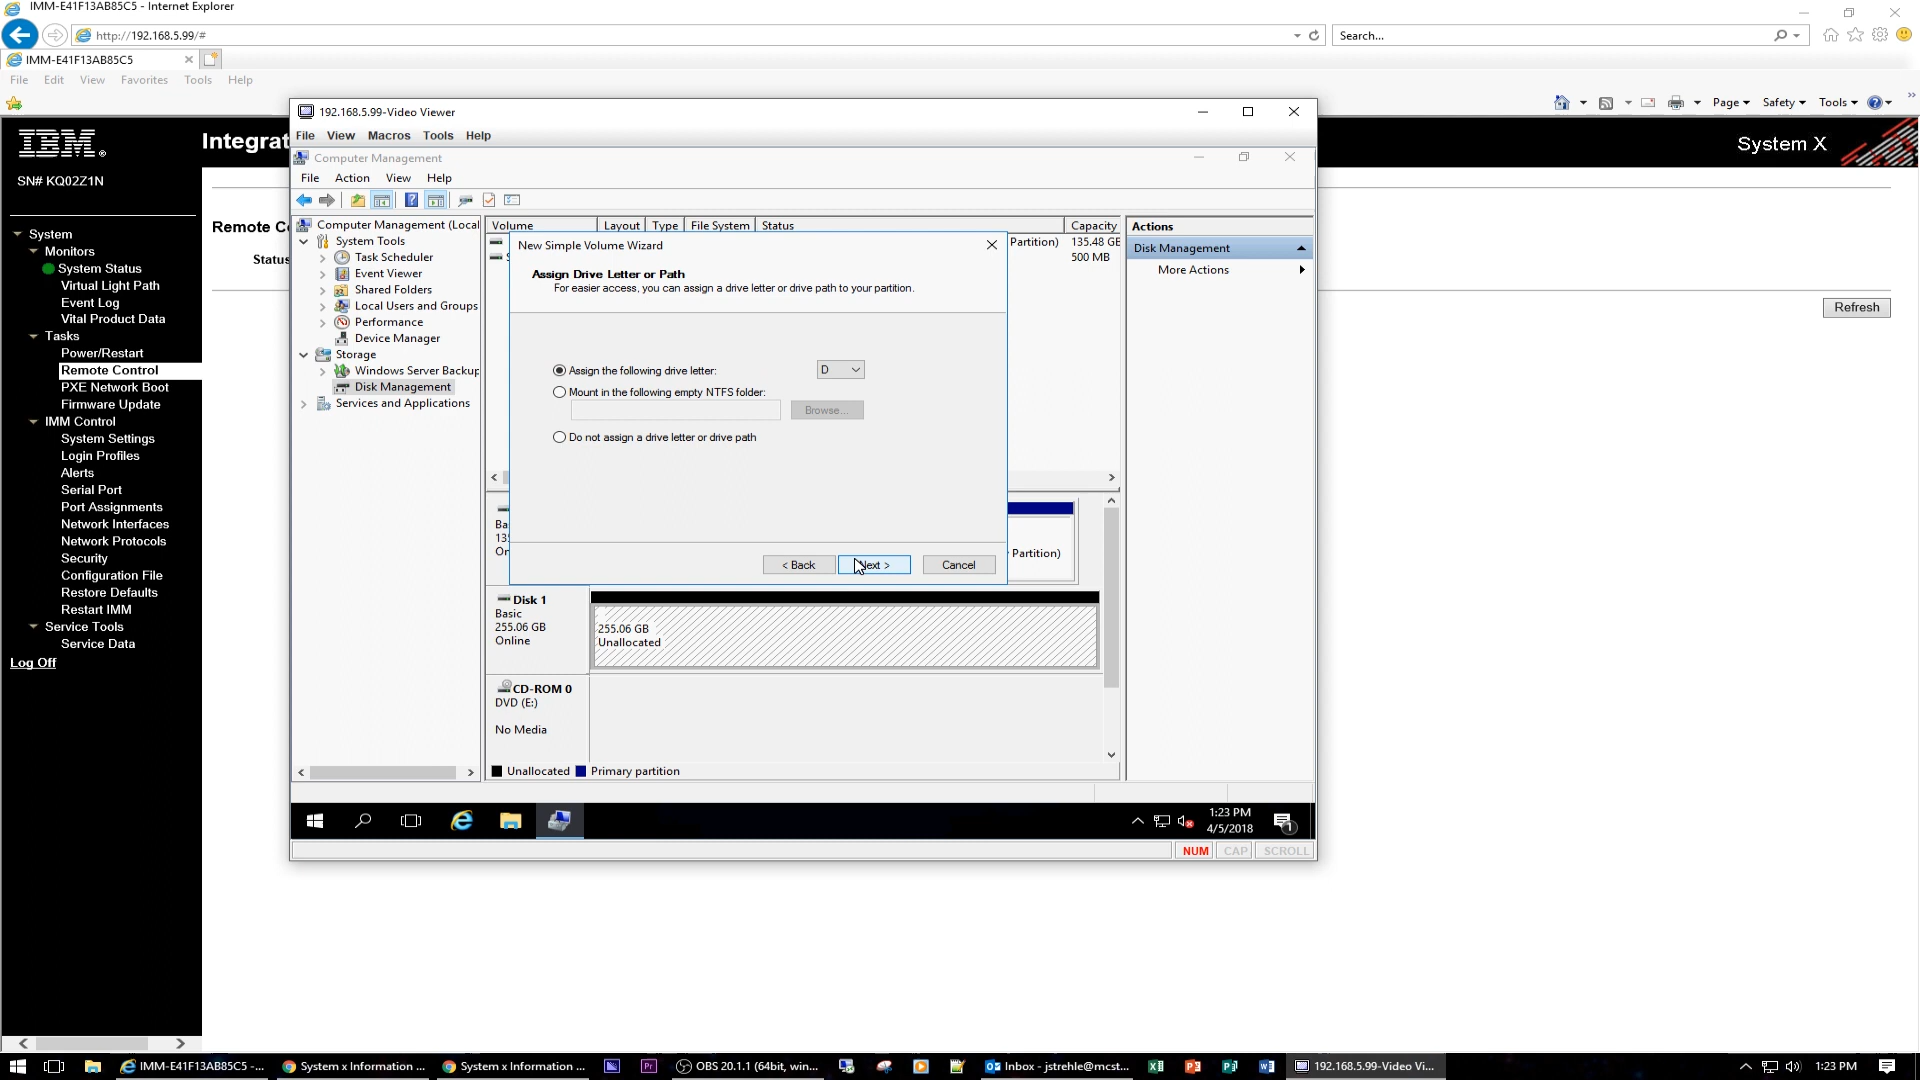 IMM-E41F13AB85C5 - Internet Explorer
http://192.168.5.99/#
Search...
IMM-E41F13AB85C5
File Edit View Favorites Tools Help
Page Safety Tools
IBM®
Integrat
System X
SN# KQ02Z1N
System
Monitors
System Status
Virtual Light Path
Event Log
Vital Product Data
Tasks
Power/Restart
Remote Control
PXE Network Boot
Firmware Update
IMM Control
System Settings
Login Profiles
Alerts
Serial Port
Port Assignments
Network Interfaces
Network Protocols
Security
Configuration File
Restore Defaults
Restart IMM
Service Tools
Service Data
Log Off
Remote C
Status
Refresh
192.168.5.99-Video Viewer
File View Macros Tools Help
Computer Management
File Action View Help
Computer Management (Local
System Tools
Task Scheduler
Event Viewer
Shared Folders
Local Users and Groups
Performance
Device Manager
Storage
Windows Server Backup
Disk Management
Services and Applications
Volume Layout Type File System Status Capacity
Partition) 135.48 GB
500 MB
Actions
Disk Management
More Actions
New Simple Volume Wizard
Assign Drive Letter or Path
For easier access, you can assign a drive letter or drive path to your partition.
Assign the following drive letter: D
Mount in the following empty NTFS folder:
Browse...
Do not assign a drive letter or drive path
< Back Next > Cancel
Ba
135
On
Partition)
Disk 1
Basic
255.06 GB
Online
255.06 GB
Unallocated
CD-ROM 0
DVD (E:)
No Media
Unallocated Primary partition
1:23 PM
4/5/2018
1
NUM CAP SCROLL
IMM-E41F13AB85C5 -... System x Information ... System x Information ... OBS 20.1.1 (64bit, win... Inbox - jstrehle@mcst... 192.168.5.99-Video Vi... 1:23 PM